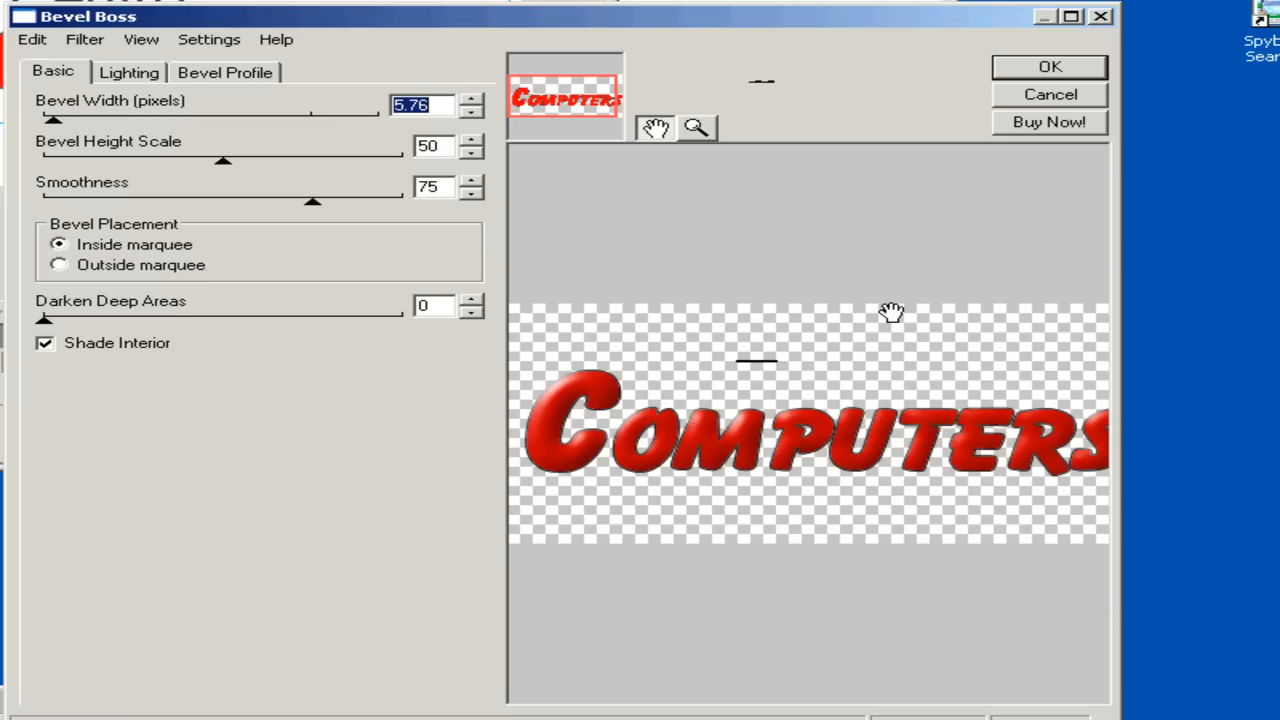 Bevel Boss
Edit Filter View Settings Help
Basic Lighting Bevel Profile
Bevel Width (pixels) 5.76
Bevel Height Scale 50
Smoothness 75
Bevel Placement
Inside marquee
Outside marquee
Darken Deep Areas 0
Shade Interior
COMPUTERS
OK
Cancel
Buy Now!
COMPUTERS
Spyb
Sear